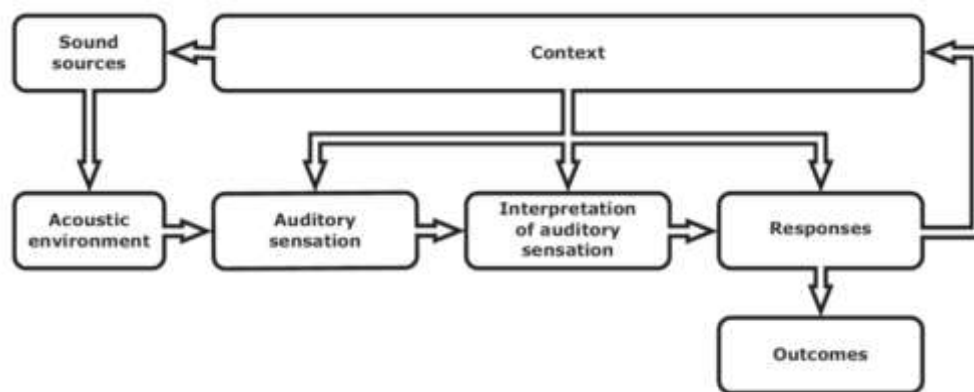 Sound
sources
Context
Acoustic
environment
Auditory
sensation
Interpretation
of auditory
sensation
Responses
Outcomes